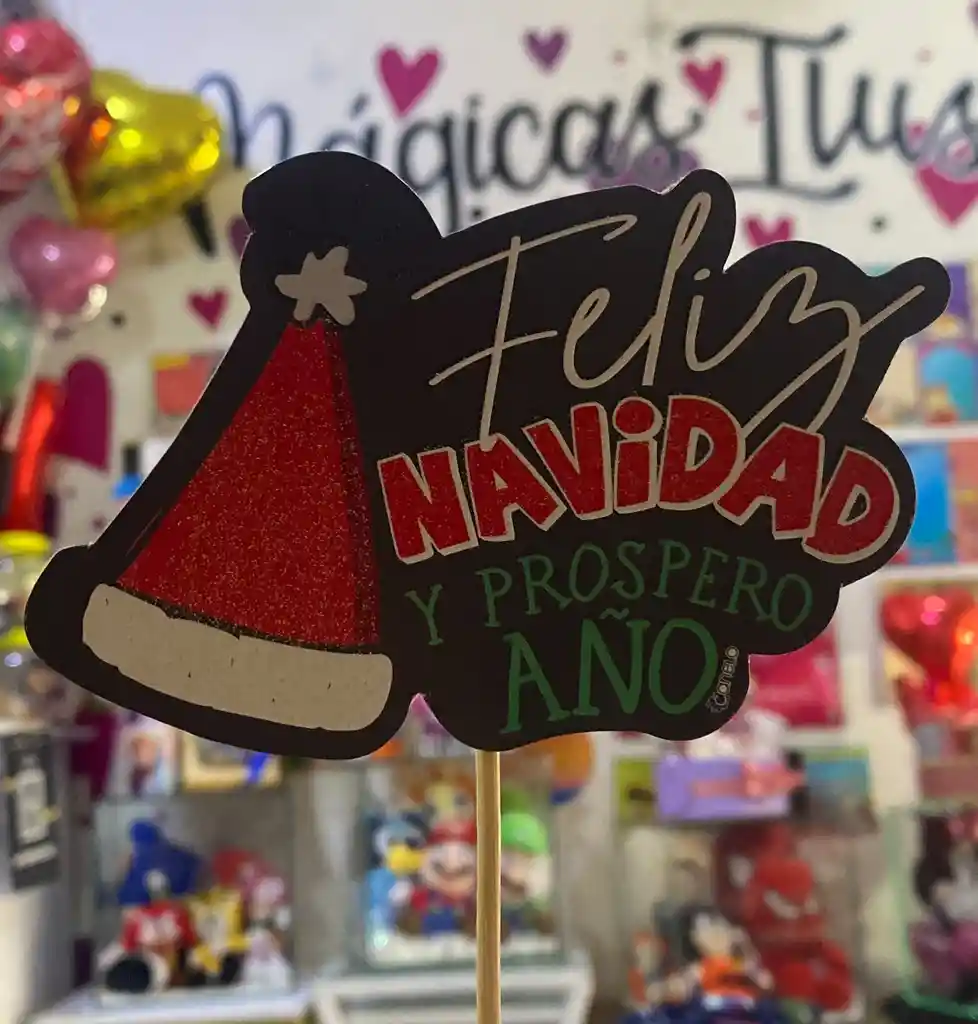 Mágicas Ilus
Feliz
NAViDAD
Y PROSPERO
AÑO